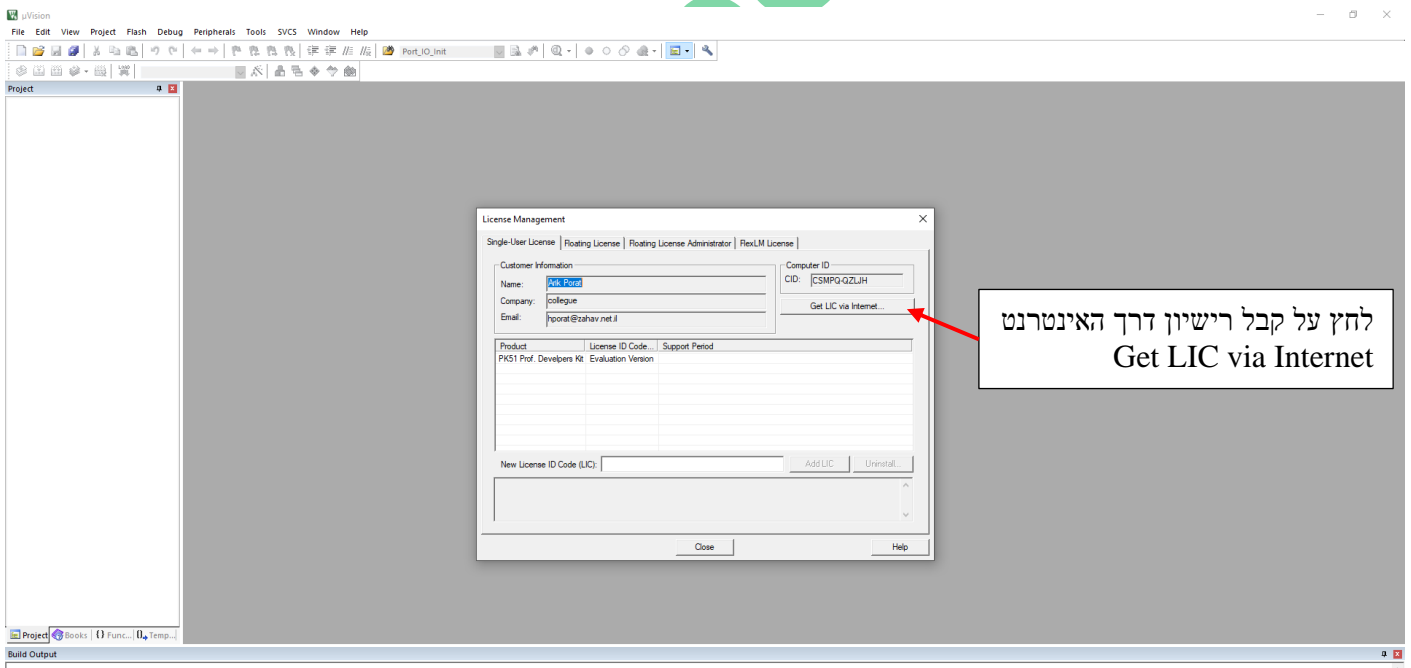 µVision
File Edit View Project Flash Debug Peripherals Tools SVCS Window Help
Port_IO_Init
LOAD
Project
License Management
Single-User License Floating License Floating License Administrator FlexLM License
Customer Information
Name: Arik Porat
Company: collegue
Email: hporat@zahav.net.il
Computer ID
CID: CSMPQ-QZLJH
Get LIC via Internet...
Product License ID Code... Support Period
PK51 Prof. Develpers Kit Evaluation Version
New License ID Code (LIC):
Add LIC Uninstall...
Close Help
לחץ על קבל רישיון דרך האינטרנט
Get LIC via Internet
Project Books {} Func... Temp...
Build Output